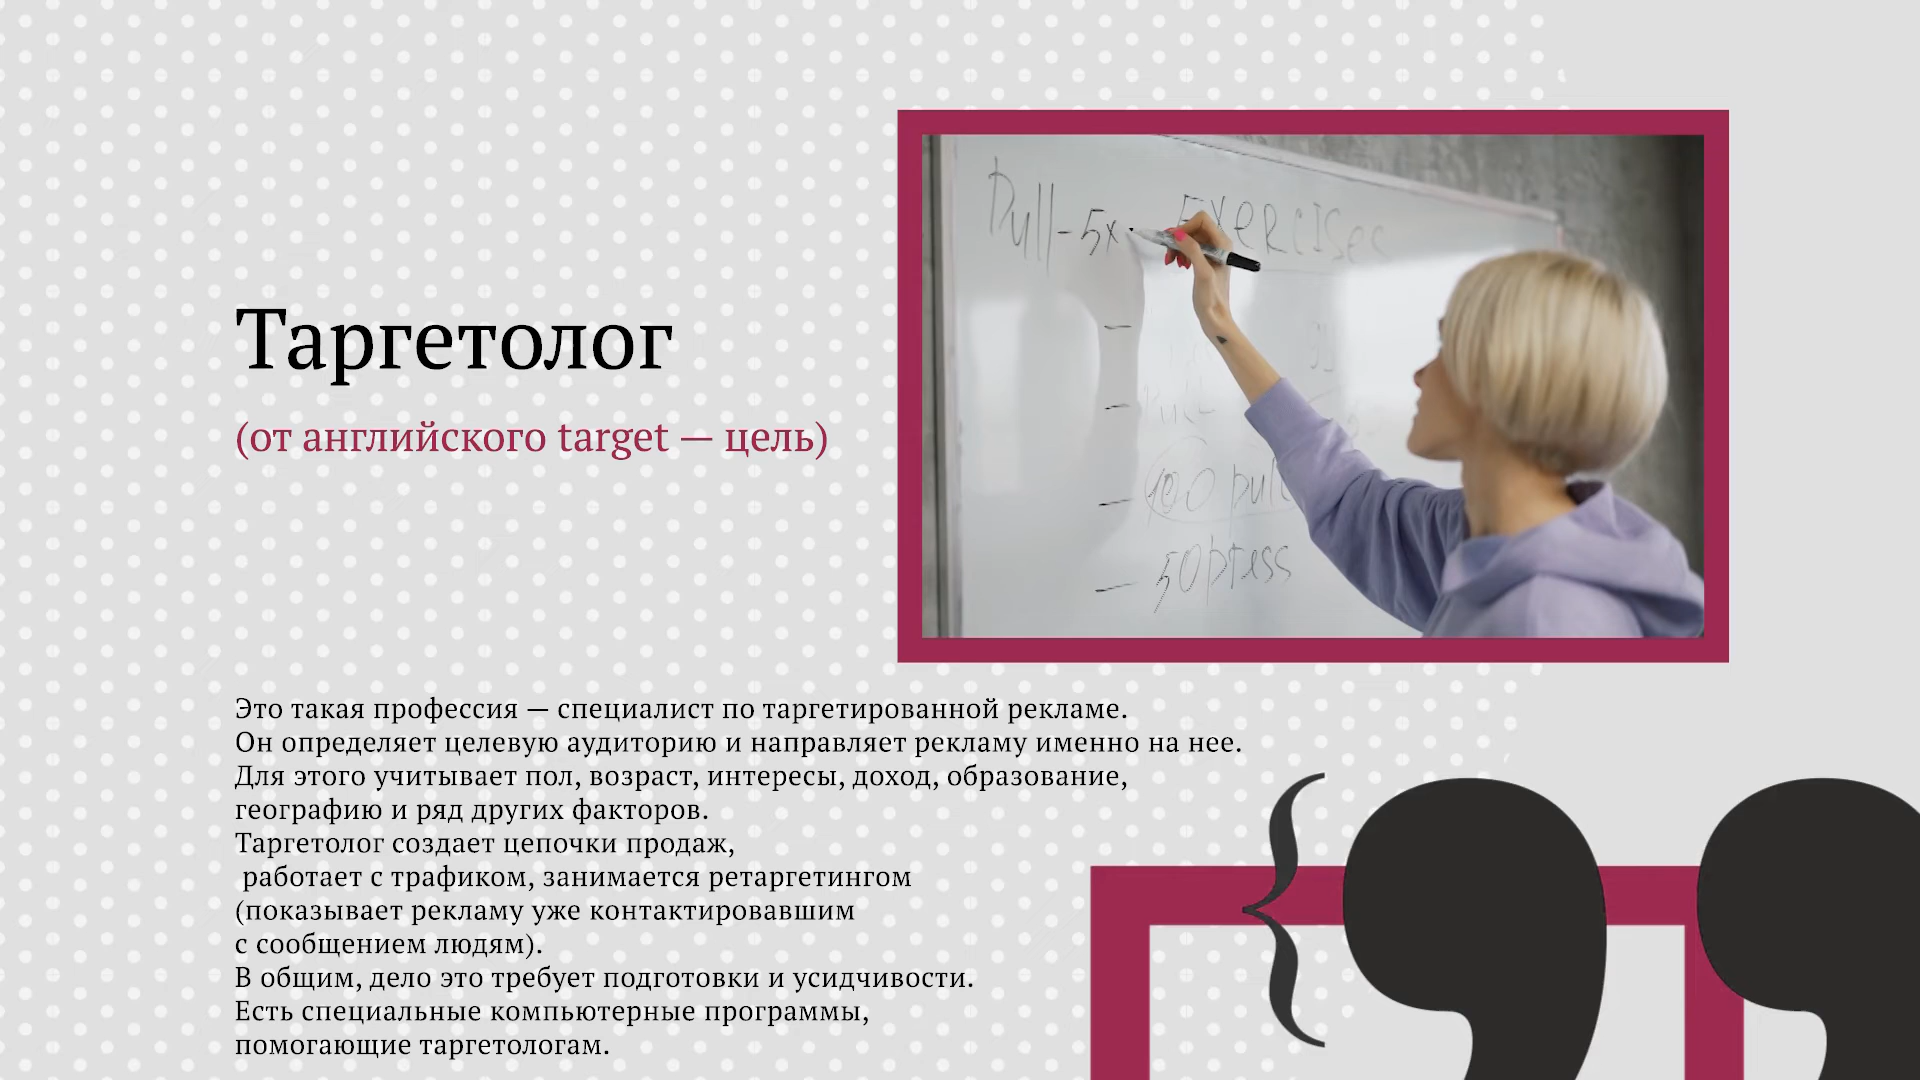 Таргетолог
(от английского target — цель)
Pull - 5x
Exercises
100 pull
— 50 press
Это такая профессия — специалист по таргетированной рекламе.
Он определяет целевую аудиторию и направляет рекламу именно на нее.
Для этого учитывает пол, возраст, интересы, доход, образование,
географию и ряд других факторов.
Таргетолог создает цепочки продаж,
работает с трафиком, занимается ретаргетингом
(показывает рекламу уже контактировавшим
с сообщением людям).
В общим, дело это требует подготовки и усидчивости.
Есть специальные компьютерные программы,
помогающие таргетологам.